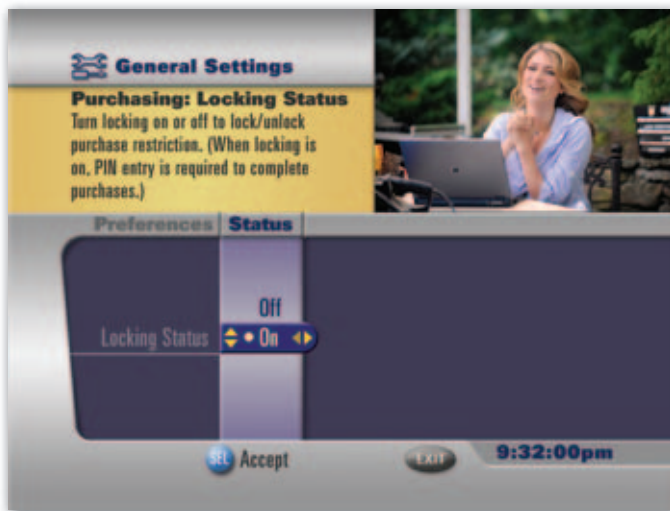 General Settings
Purchasing: Locking Status
Turn locking on or off to lock/unlock
purchase restriction. (When locking is
on, PIN entry is required to complete
purchases.)
Preferences Status
Off
Locking Status On
SEL Accept EXIT 9:32:00pm